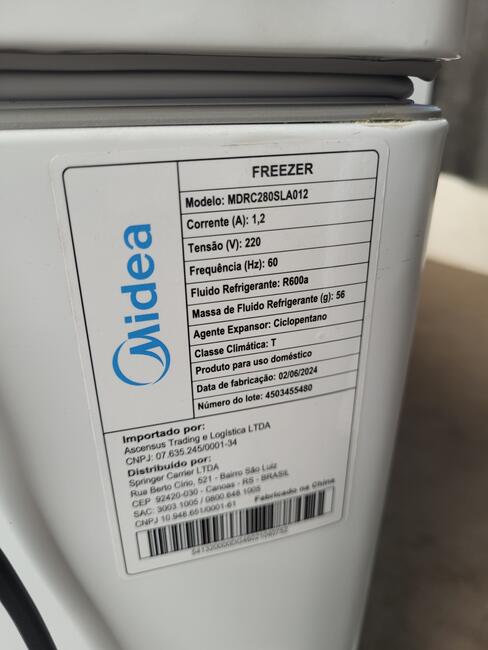 Midea
FREEZER
Modelo: MDRC280SLA012
Corrente (A): 1,2
Tensão (V): 220
Frequência (Hz): 60
Fluido Refrigerante: R600a
Massa de Fluido Refrigerante (g): 56
Agente Expansor: Ciclopentano
Classe Climática: T
Produto para uso doméstico
Data de fabricação: 02/06/2024
Número do lote: 4503455480
Importado por:
Ascensus Trading e Logística LTDA
CNPJ: 07.635.245/0001-34
Distribuído por:
Springer Carrier LTDA
Rua Berto Círio, 521 - Bairro São Luiz
CEP 92420-030 - Canoas - RS - BRASIL
SAC: 3003.1005 / 0800.648.1005
CNPJ 10.948.651/0001-61
Fabricado na China